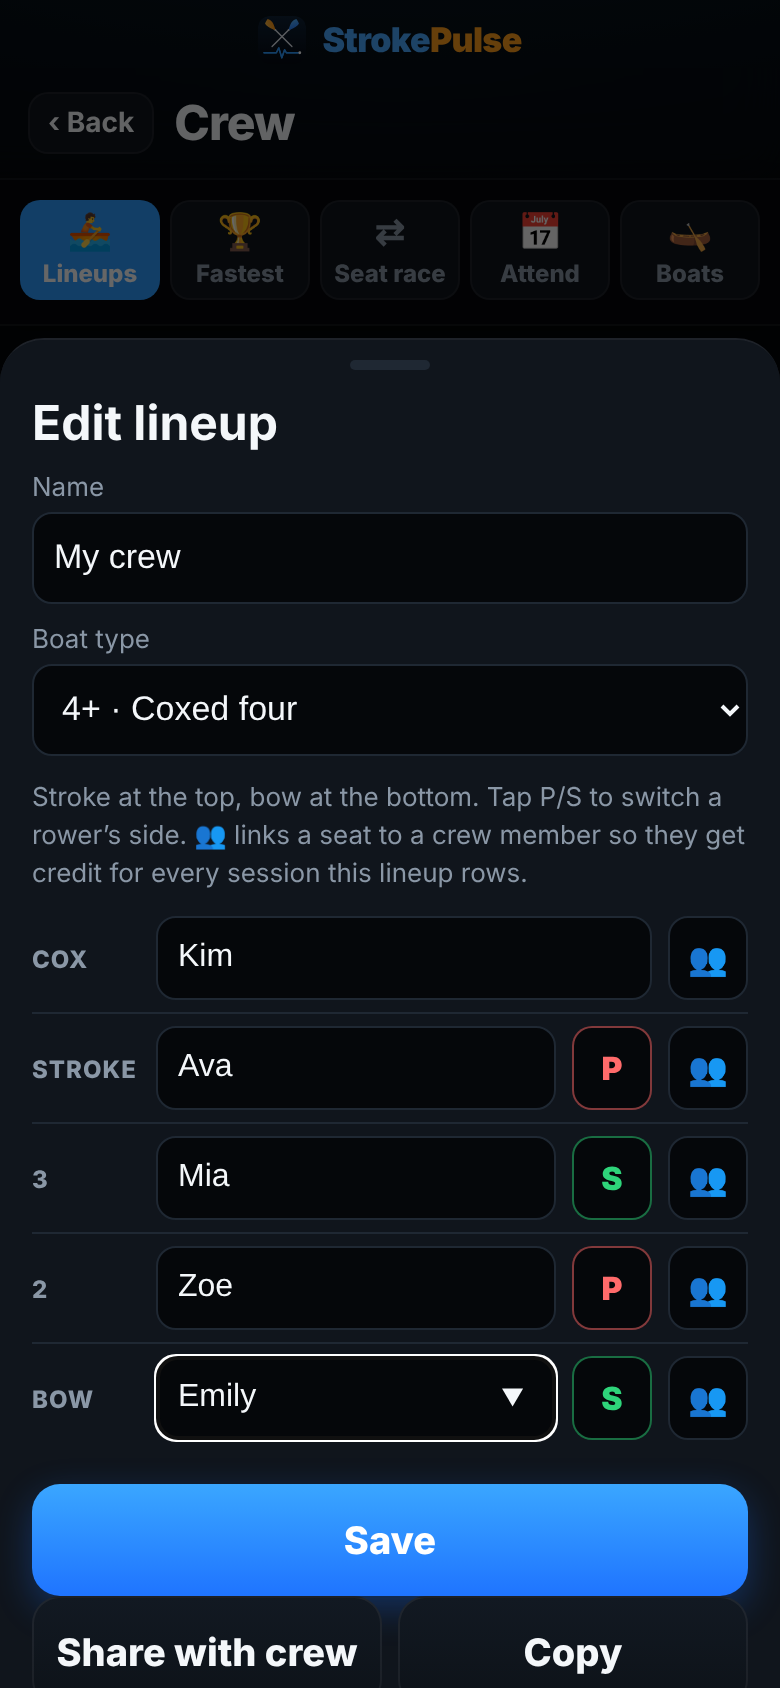 StrokePulse
‹ Back
Crew
Lineups
Fastest
Seat race
July
17
Attend
Boats
Edit lineup
Name
My crew
Boat type
4+ · Coxed four
Stroke at the top, bow at the bottom. Tap P/S to switch a
rower’s side. 👥 links a seat to a crew member so they get
credit for every session this lineup rows.
COX
Kim
STROKE
Ava
P
3
Mia
S
2
Zoe
P
BOW
Emily
S
Save
Share with crew
Copy